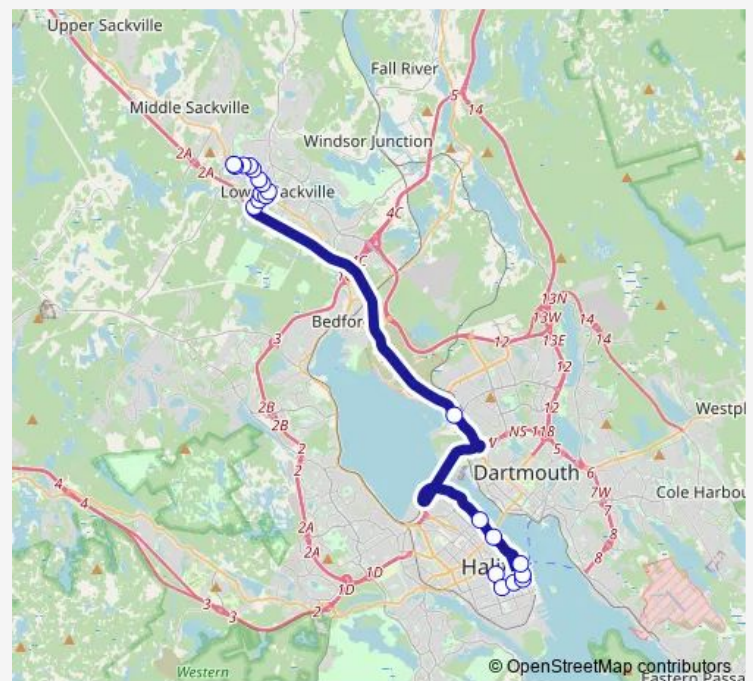 Upper Sackville
Fall River
5
14
Middle Sackville
Windsor Junction
2A
2A
4C
Bedfor
13N
13W
14
13E
14
3
12
12
2B
2B
12
Westpl
2
NS 118
5
2
6
Dartmouth
7W
4
4
Cole Harbou
7
2A
8
2A
1D
8
1D
3
3
2
© OpenStreetMap contributors
Western
Eastern Passa